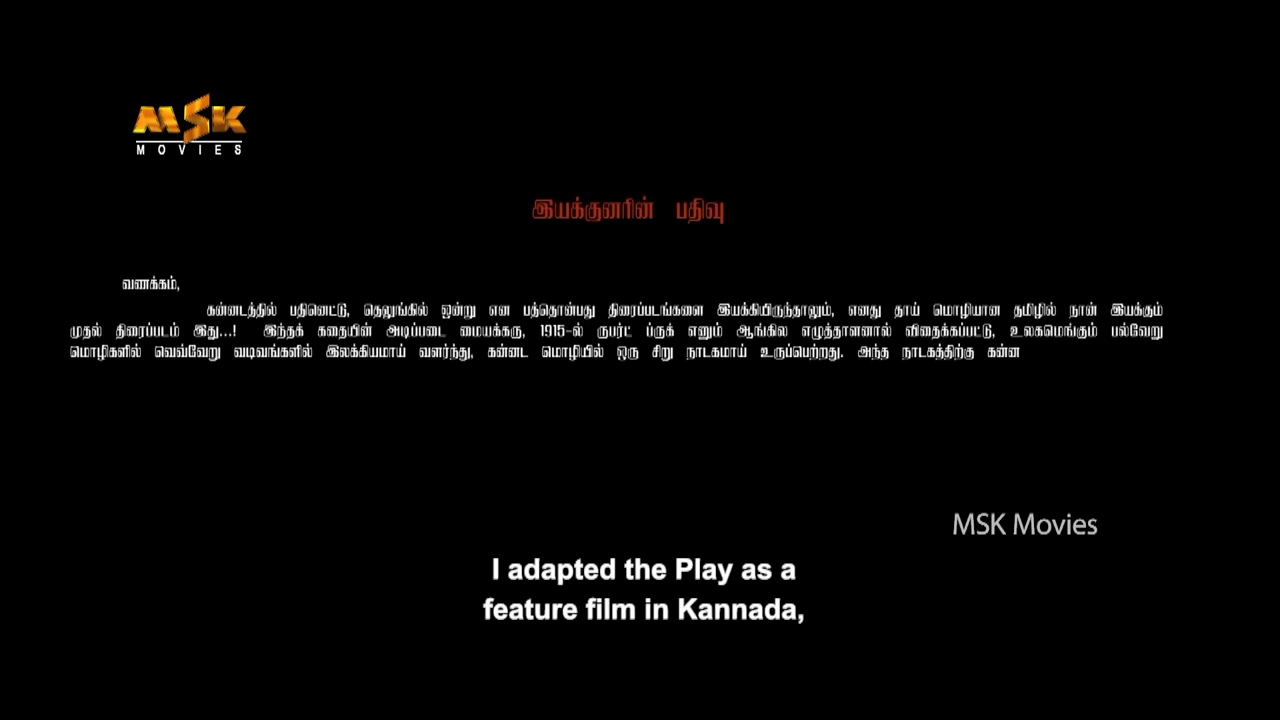 MSK
MOVIES
இயக்குனரின் பதிவு
வணக்கம்,
கன்னடத்தில் பதினெட்டு, தெலுங்கில் ஒன்று என பத்தொன்பது திரைப்படங்களை இயக்கியிருந்தாலும், எனது தாய் மொழியான தமிழில் நான் இயக்கும்
முதல் திரைப்படம் இது...! இந்தக் கதையின் அடிப்படை மையக்கரு, 1915-ல் ருபர்ட் ப்ருக் எனும் ஆங்கில எழுத்தாளனால் விதைக்கப்பட்டு, உலகமெங்கும் பல்வேறு
மொழிகளில் வெவ்வேறு வடிவங்களில் இலக்கியமாய் வளர்ந்து, கன்னட மொழியில் ஒரு சிறு நாடகமாய் உருப்பெற்றது. அந்த நாடகத்திற்கு கன்ன
MSK Movies
I adapted the Play as a
feature film in Kannada,